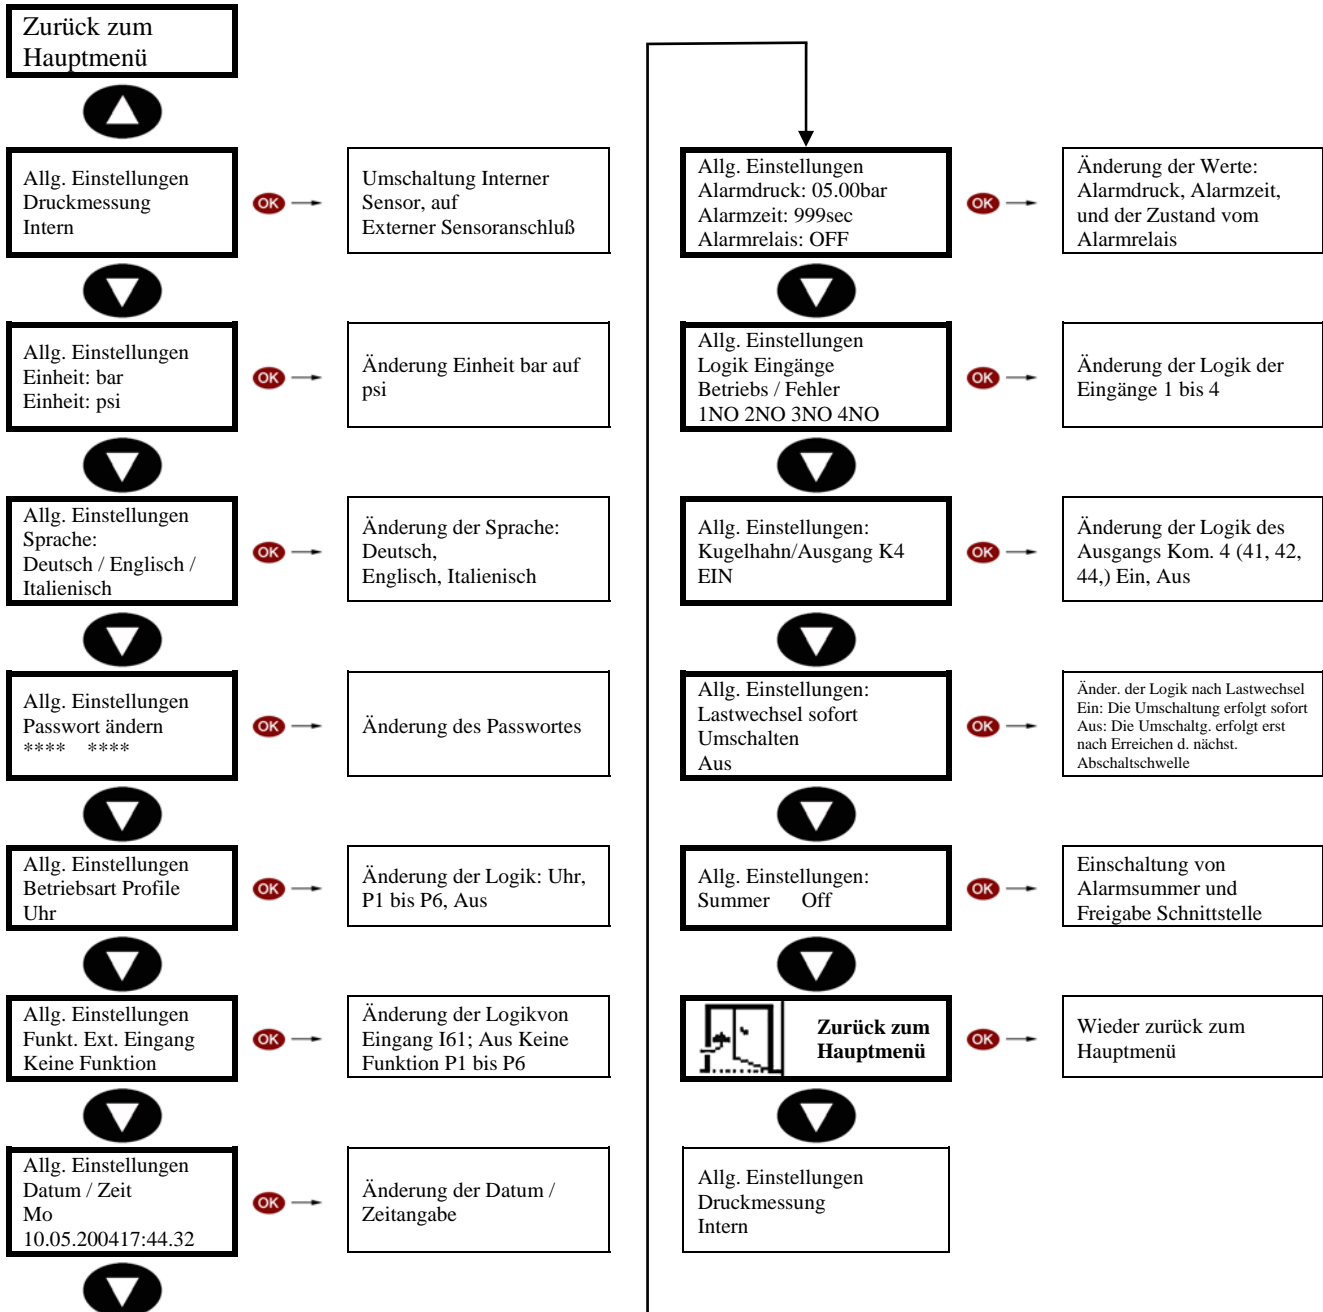 Zurück zum
Hauptmenü
Allg. Einstellungen
Druckmessung
Intern
OK
Umschaltung Interner
Sensor, auf
Externer Sensoranschluß
Allg. Einstellungen
Einheit: bar
Einheit: psi
OK
Änderung Einheit bar auf
psi
Allg. Einstellungen
Sprache:
Deutsch / Englisch /
Italienisch
OK
Änderung der Sprache:
Deutsch,
Englisch, Italienisch
Allg. Einstellungen
Passwort ändern
**** ****
OK
Änderung des Passwortes
Allg. Einstellungen
Betriebsart Profile
Uhr
OK
Änderung der Logik: Uhr,
P1 bis P6, Aus
Allg. Einstellungen
Funkt. Ext. Eingang
Keine Funktion
OK
Änderung der Logikvon
Eingang I61; Aus Keine
Funktion P1 bis P6
Allg. Einstellungen
Datum / Zeit
Mo
10.05.200417:44.32
OK
Änderung der Datum /
Zeitangabe
Allg. Einstellungen
Alarmdruck: 05.00bar
Alarmzeit: 999sec
Alarmrelais: OFF
OK
Änderung der Werte:
Alarmdruck, Alarmzeit,
und der Zustand vom
Alarmrelais
Allg. Einstellungen
Logik Eingänge
Betriebs / Fehler
1NO 2NO 3NO 4NO
OK
Änderung der Logik der
Eingänge 1 bis 4
Allg. Einstellungen:
Kugelhahn/Ausgang K4
EIN
OK
Änderung der Logik des
Ausgangs Kom. 4 (41, 42,
44,) Ein, Aus
Allg. Einstellungen:
Lastwechsel sofort
Umschalten
Aus
OK
Änder. der Logik nach Lastwechsel
Ein: Die Umschaltung erfolgt sofort
Aus: Die Umschaltg. erfolgt erst
nach Erreichen d. nächst.
Abschaltschwelle
Allg. Einstellungen:
Summer Off
OK
Einschaltung von
Alarmsummer und
Freigabe Schnittstelle
Zurück zum
Hauptmenü
OK
Wieder zurück zum
Hauptmenü
Allg. Einstellungen
Druckmessung
Intern